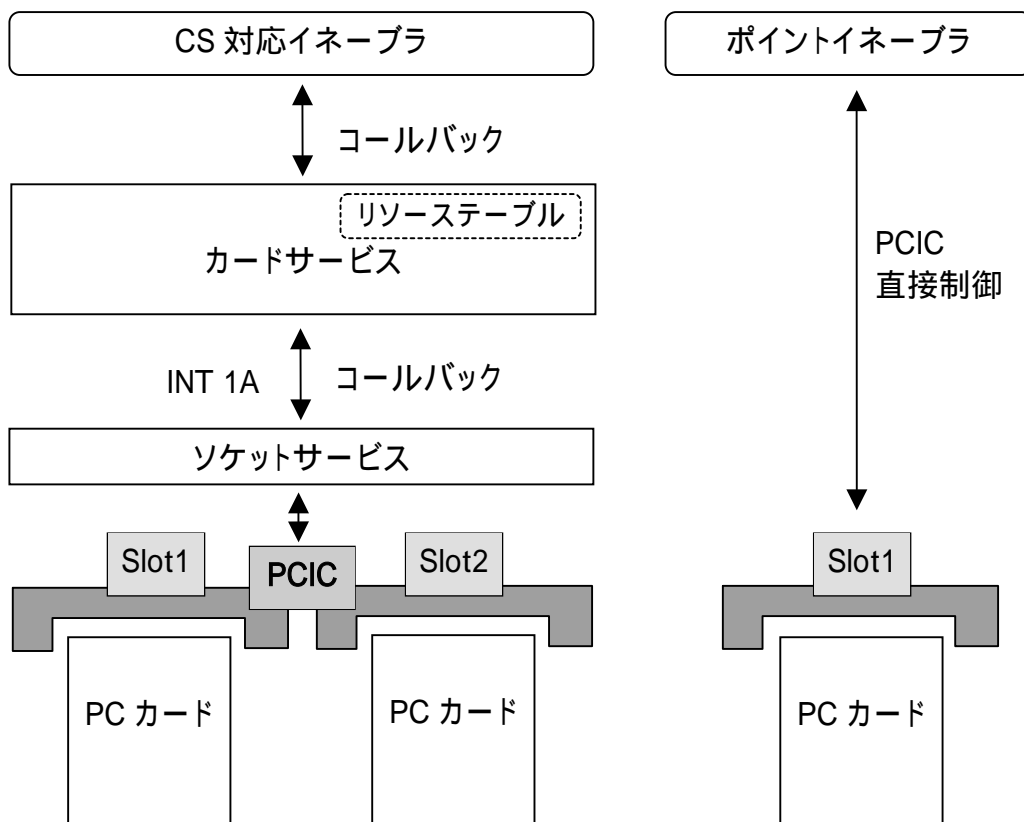 CS 対応イネーブラ
コールバック
リソーステーブル
カードサービス
INT 1A
コールバック
ソケットサービス
Slot1
PCIC
Slot2
PC カード
PC カード
ポイントイネーブラ
PCIC
直接制御
Slot1
PC カード